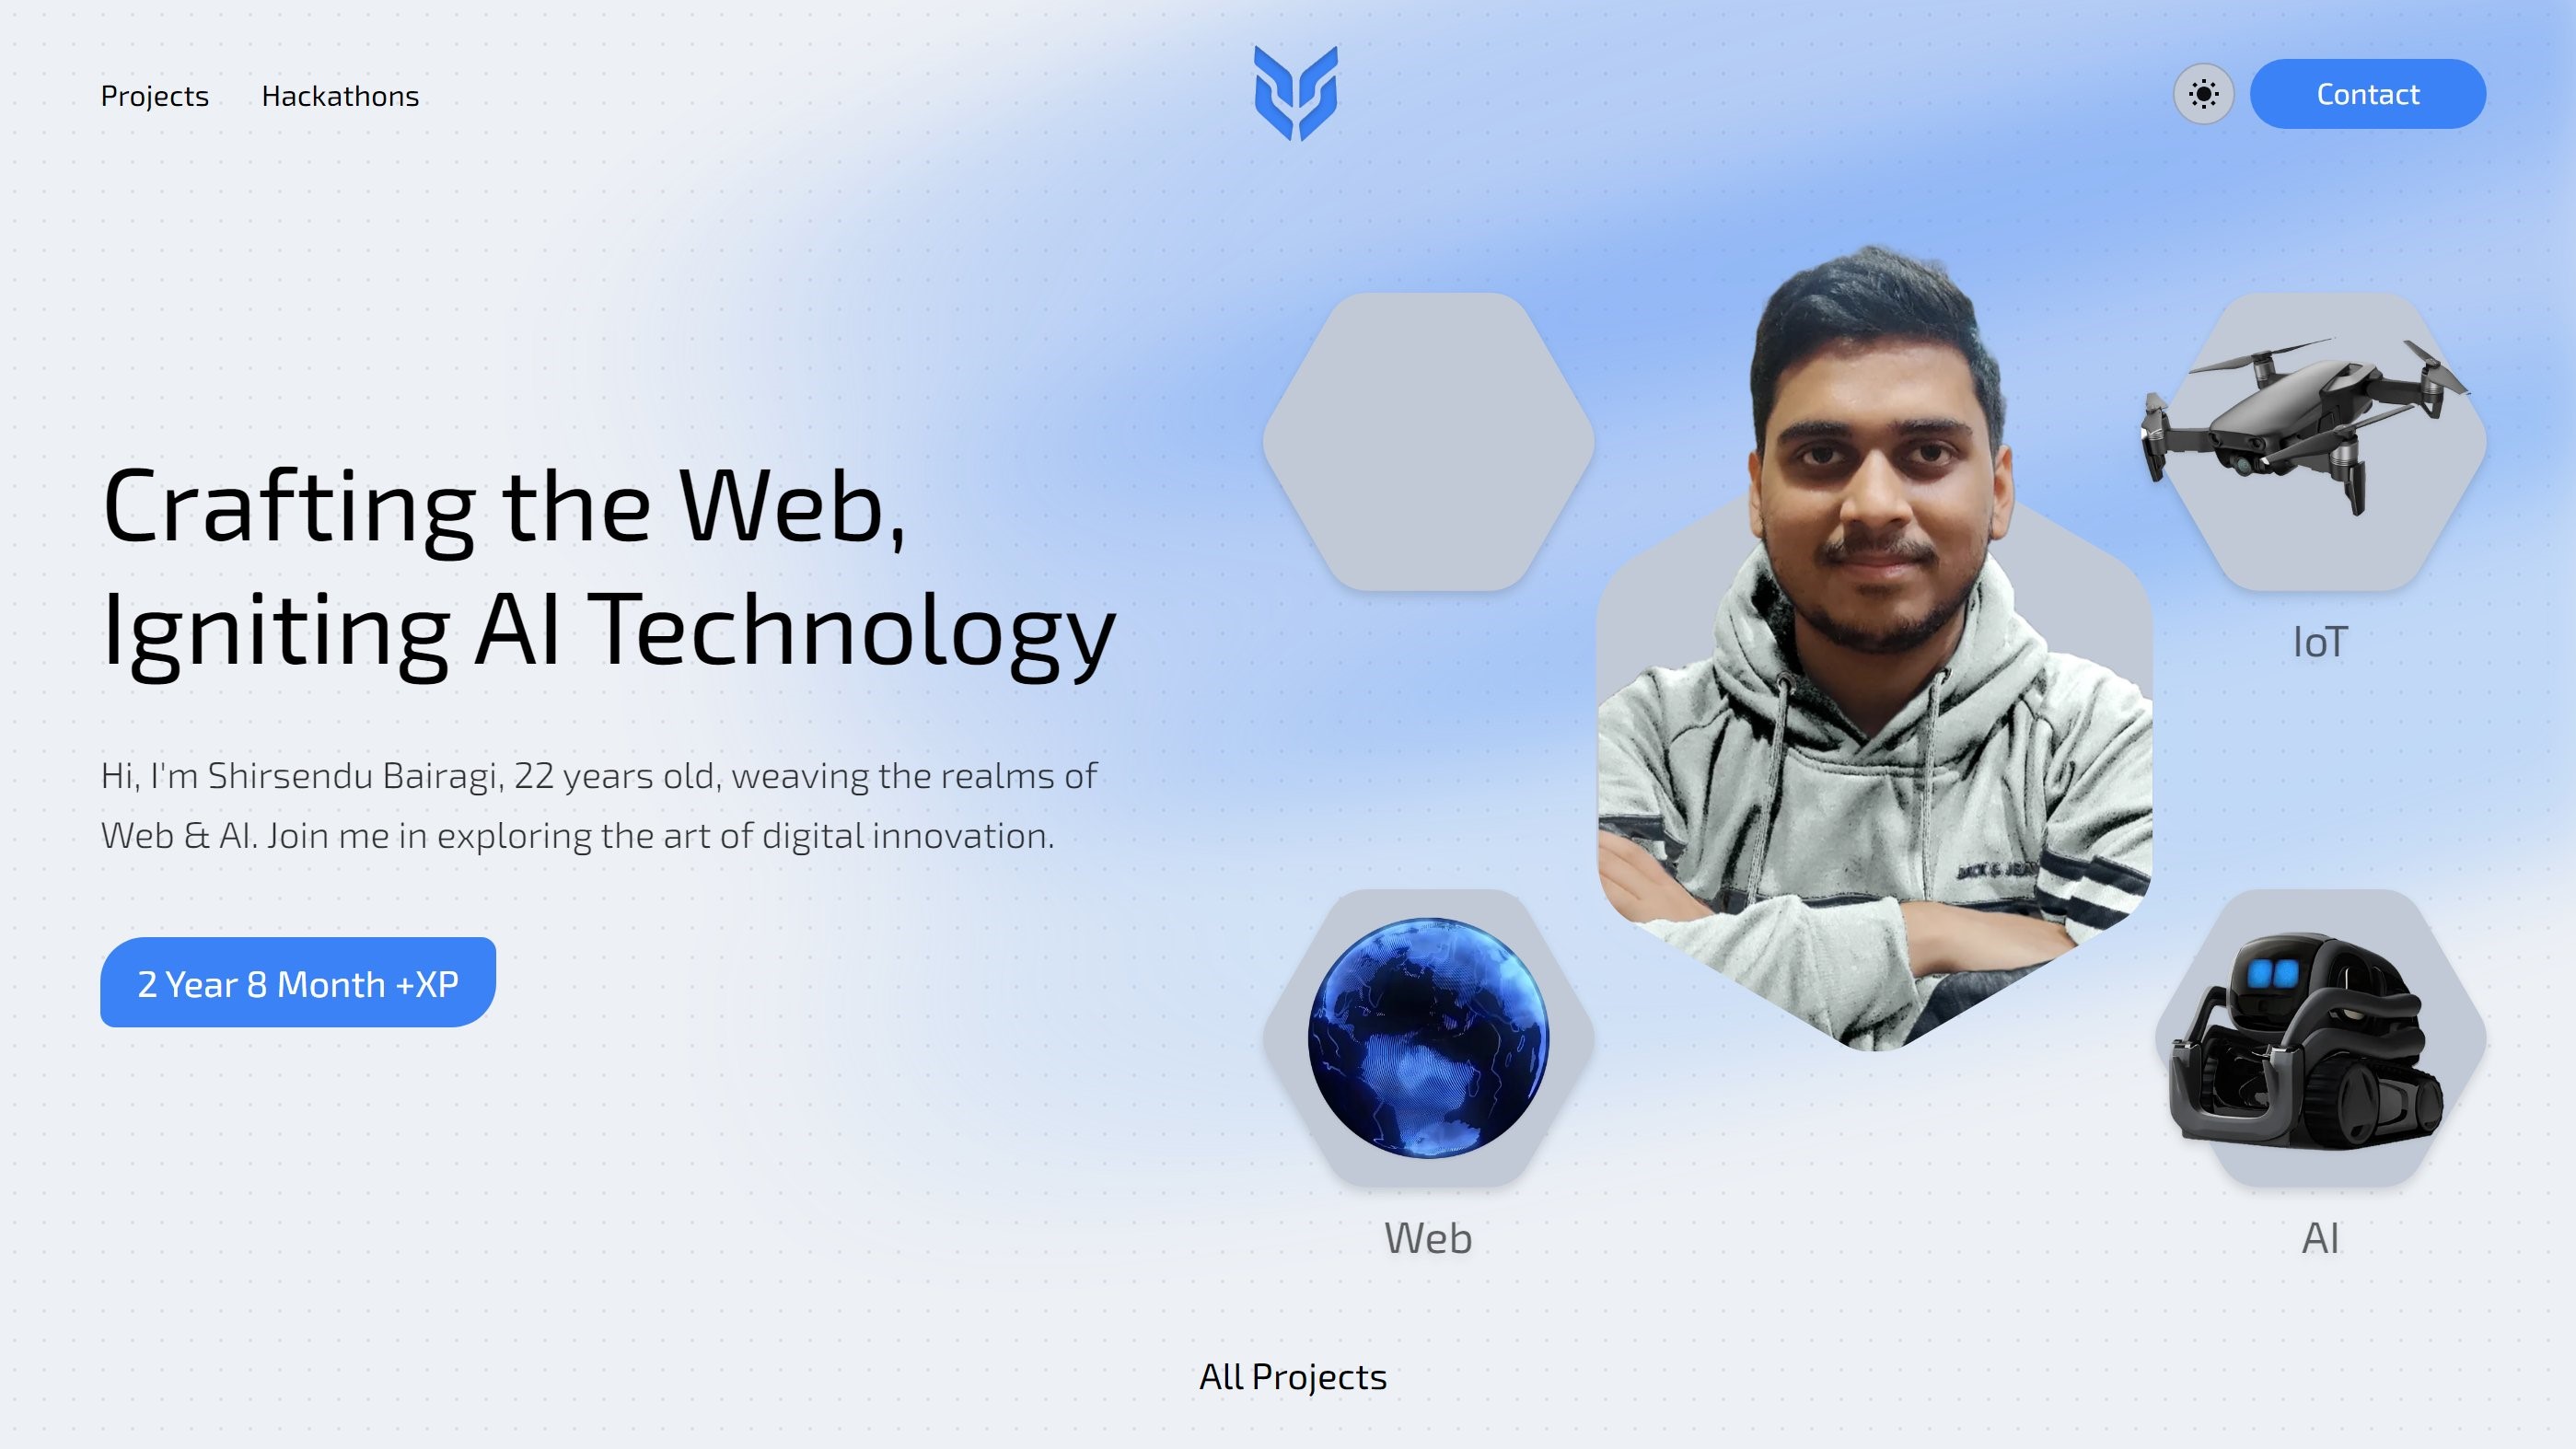 Projects
Hackathons
Contact
Crafting the Web,
Igniting AI Technology
Hi, I'm Shirsendu Bairagi, 22 years old, weaving the realms of
Web & AI. Join me in exploring the art of digital innovation.
2 Year 8 Month +XP
IoT
Web
AI
All Projects